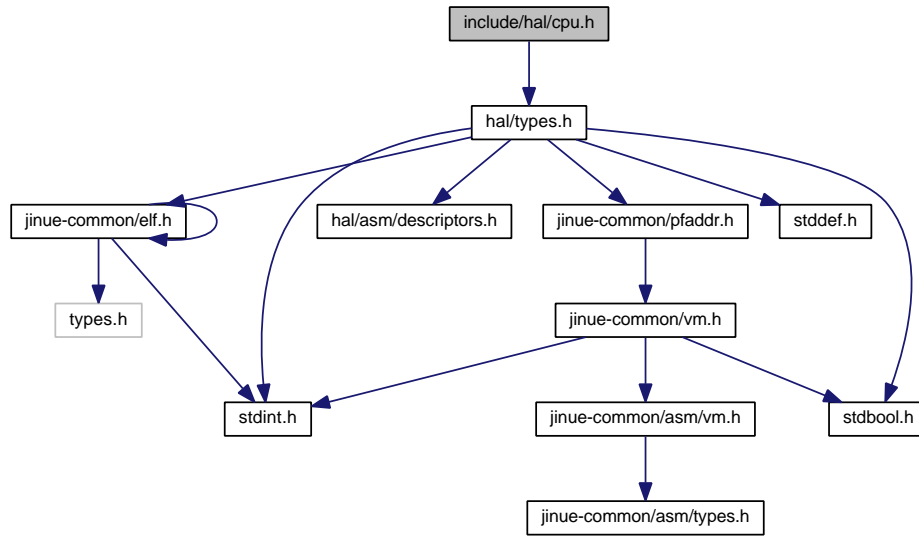 include/hal/cpu.h
hal/types.h
jinue-common/elf.h
hal/asm/descriptors.h
jinue-common/pfaddr.h
stddef.h
types.h
jinue-common/vm.h
stdint.h
jinue-common/asm/vm.h
stdbool.h
jinue-common/asm/types.h